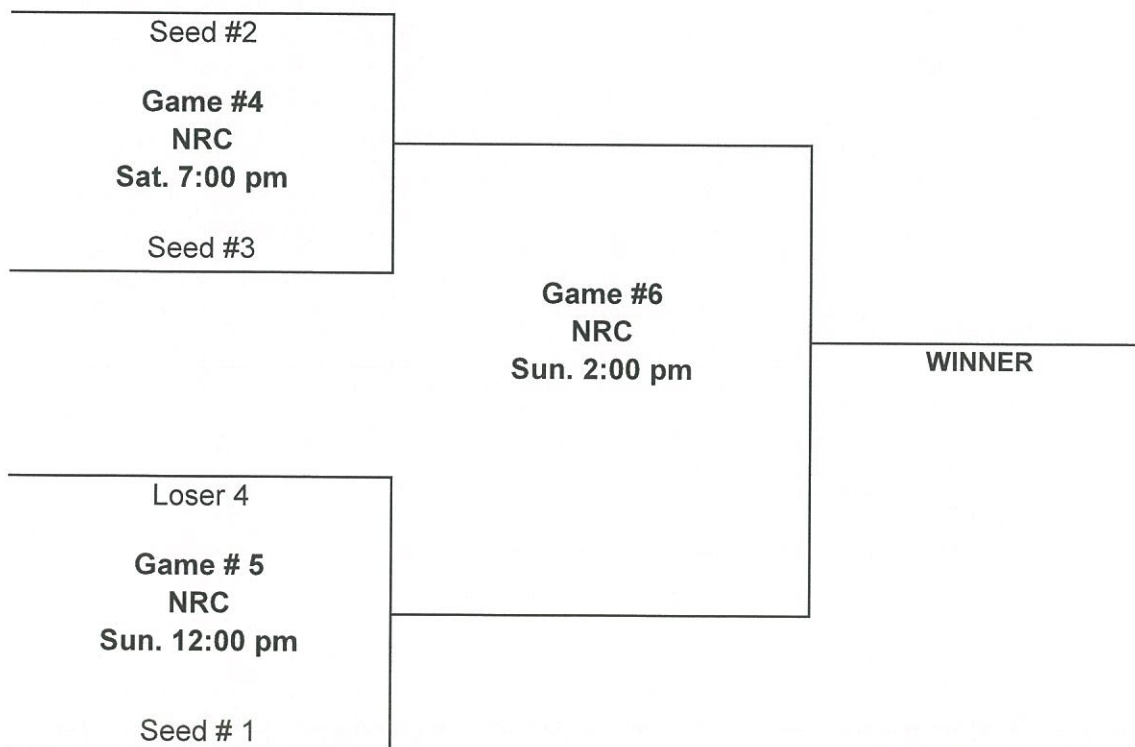 Seed #2
Game #4
NRC
Sat. 7:00 pm
Seed #3
Game #6
NRC
Sun. 2:00 pm
WINNER
Loser 4
Game # 5
NRC
Sun. 12:00 pm
Seed # 1